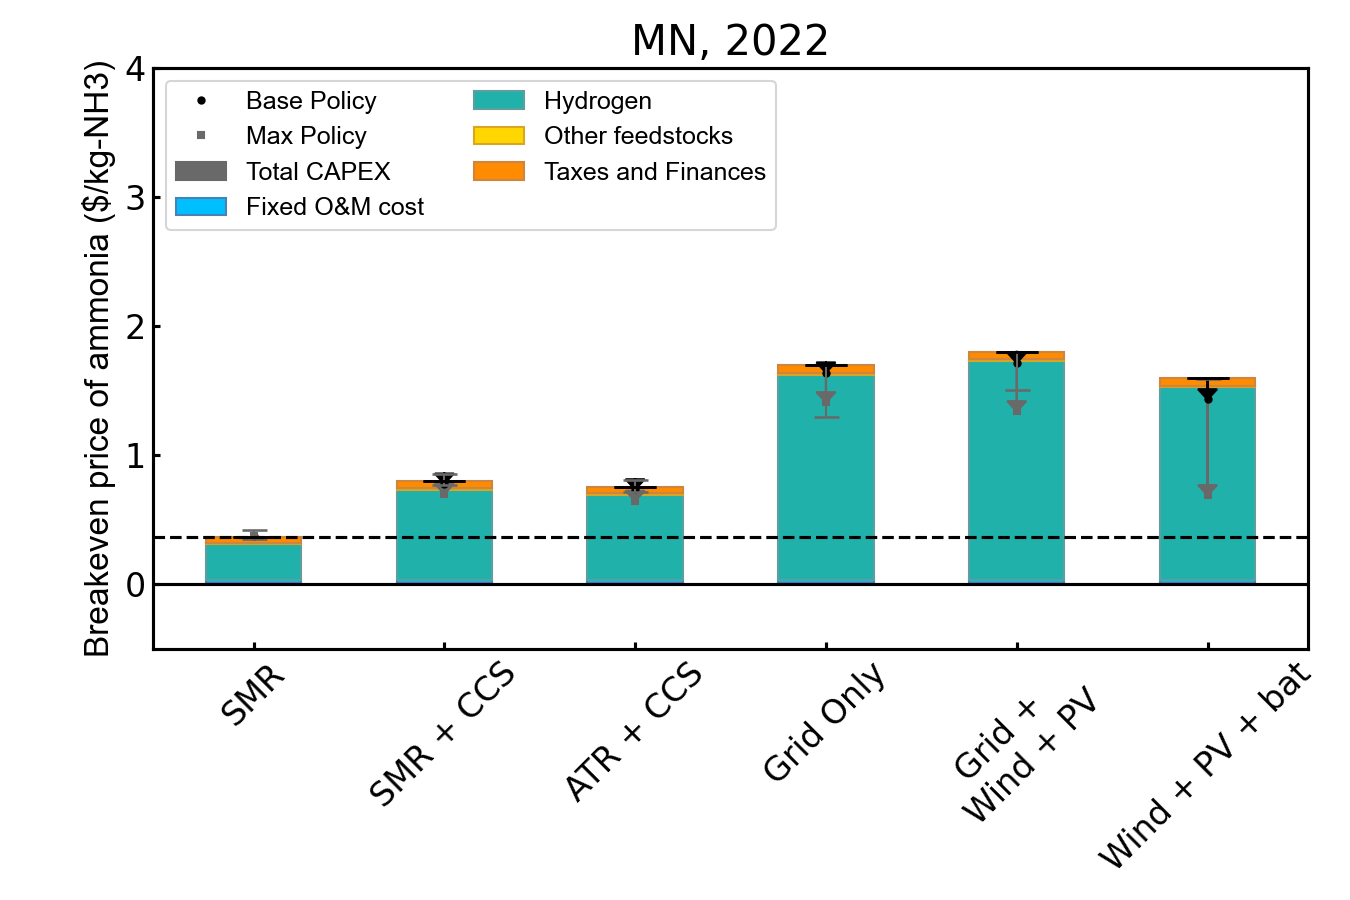 MN, 2022
Breakeven price of ammonia ($/kg-NH3)
4
3
2
1
0
Base Policy
Max Policy
Total CAPEX
Fixed O&M cost
Hydrogen
Other feedstocks
Taxes and Finances
SMR
SMR + CCS
ATR + CCS
Grid Only
Grid +
Wind + PV
Wind + PV + bat